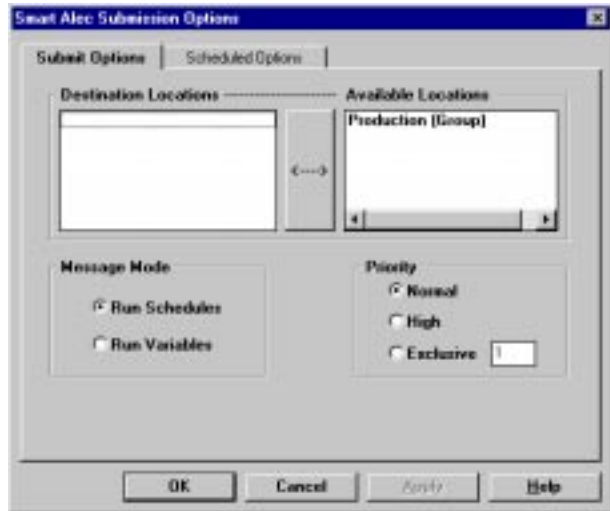 Smart Alec Submission Options
Submit Options
Scheduled Options
Destination Locations
Available Locations
Production (Group)
<---->
Message Mode
Run Schedules
Run Variables
Priority
Normal
High
Exclusive 1
OK
Cancel
Apply
Help